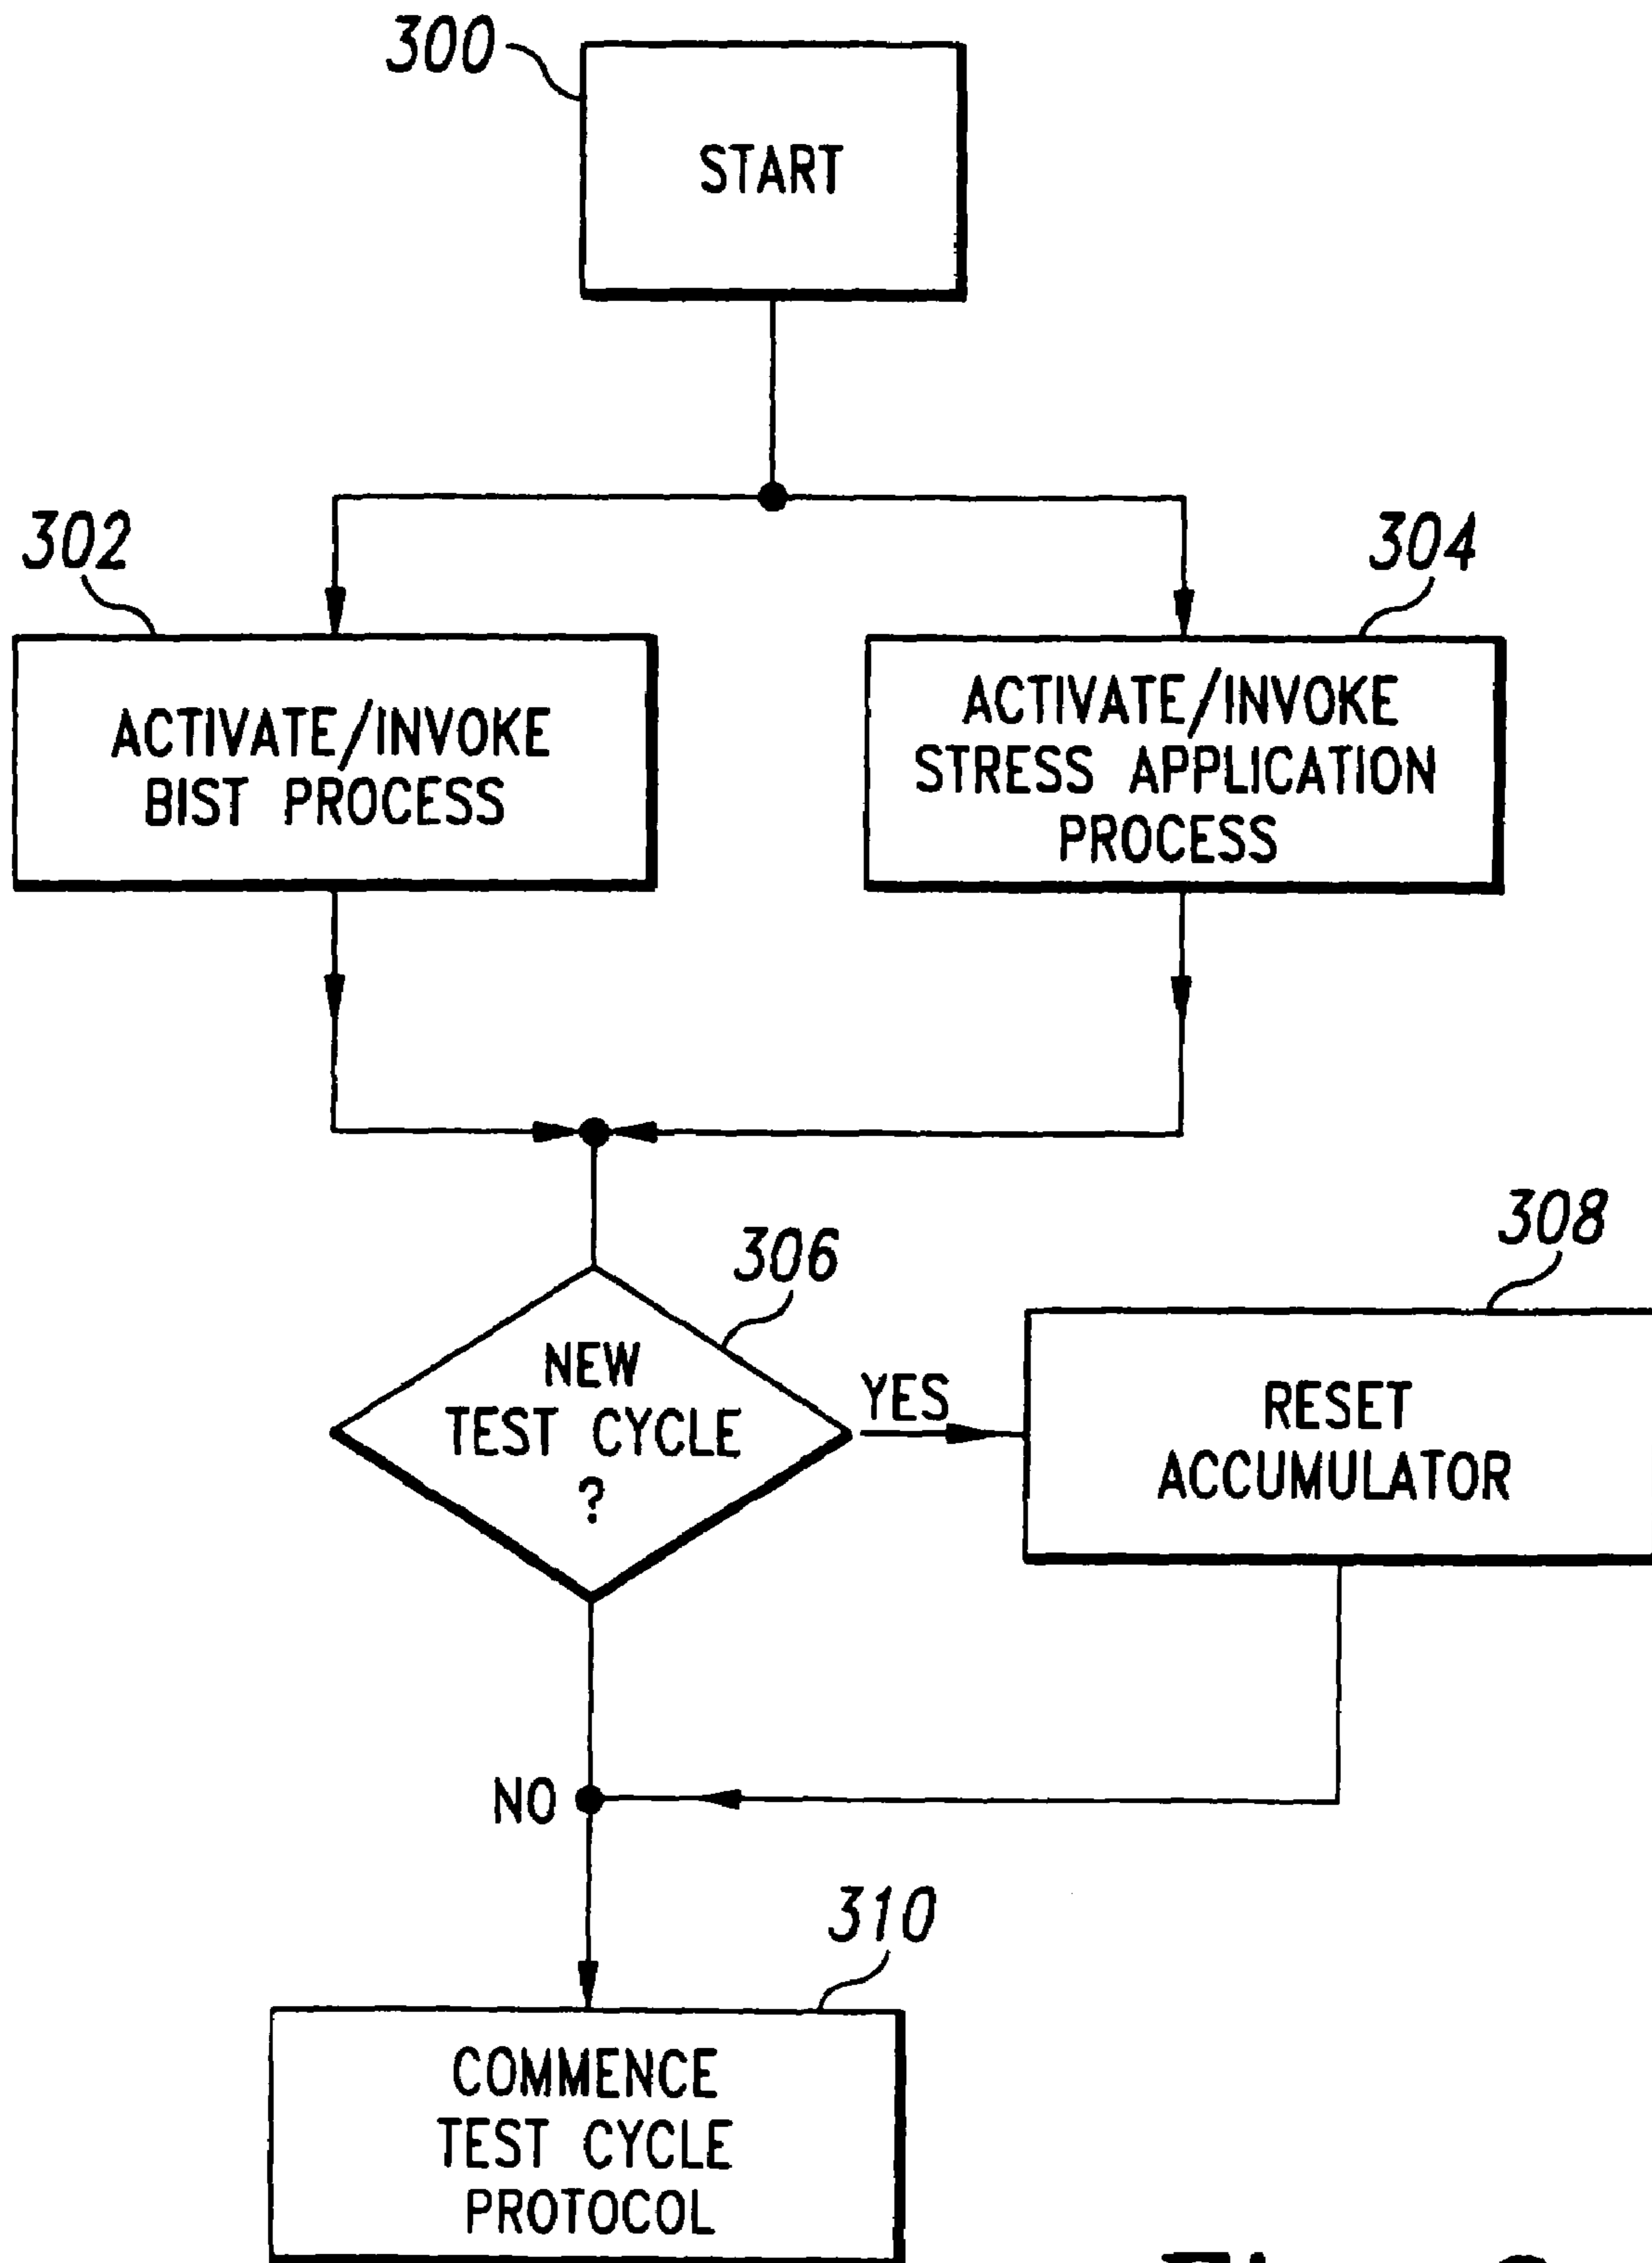 300
START
302
304
ACTIVATE/INVOKE
BIST PROCESS
ACTIVATE/INVOKE
STRESS APPLICATION
PROCESS
306
308
NEW
TEST CYCLE
?
YES
RESET
ACCUMULATOR
NO
310
COMMENCE
TEST CYCLE
PROTOCOL